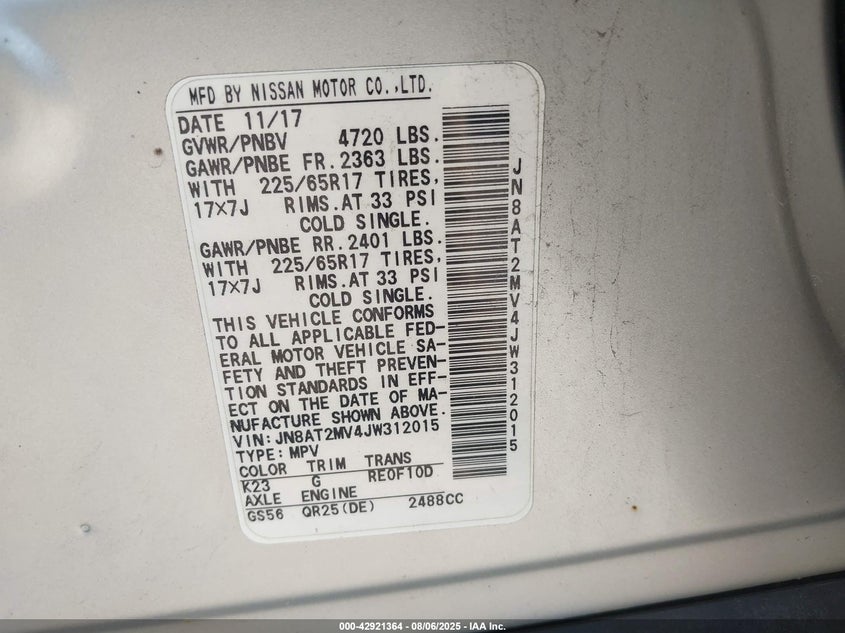 MFD BY NISSAN MOTOR CO.,LTD.
DATE 11/17
GVWR/PNBV 4720 LBS.
GAWR/PNBE FR.2363 LBS.
WITH 225/65R17 TIRES,
17X7J RIMS.AT 33 PSI
COLD SINGLE.
GAWR/PNBE RR.2401 LBS.
WITH 225/65R17 TIRES,
17X7J RIMS.AT 33 PSI
COLD SINGLE.
THIS VEHICLE CONFORMS
TO ALL APPLICABLE FED-
ERAL MOTOR VEHICLE SA-
FETY AND THEFT PREVEN-
TION STANDARDS IN EFF-
ECT ON THE DATE OF MA-
NUFACTURE SHOWN ABOVE.
VIN:JN8AT2MV4JW312015
TYPE:MPV
COLOR TRIM TRANS
K23 G RE0F10D
AXLE ENGINE
GS56 QR25(DE) 2488CC
JN8AT2MV4JW312015
000-42921364 | 08/06/2025 - IAA Inc.